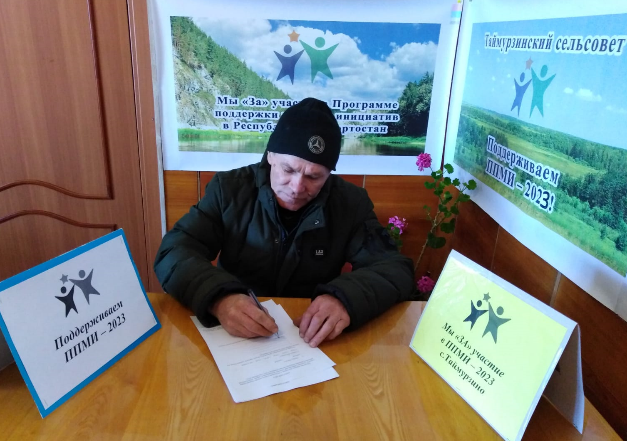 Мы «За» участие в Программе
поддержки инициатив
в Республике Башкортостан
Таймурзинский сельсовет
Поддерживаем
ППМИ – 2023!
Поддерживаем
ППМИ – 2023
Мы «ЗА» участие
в ППМИ – 2023
с.Таймурзино